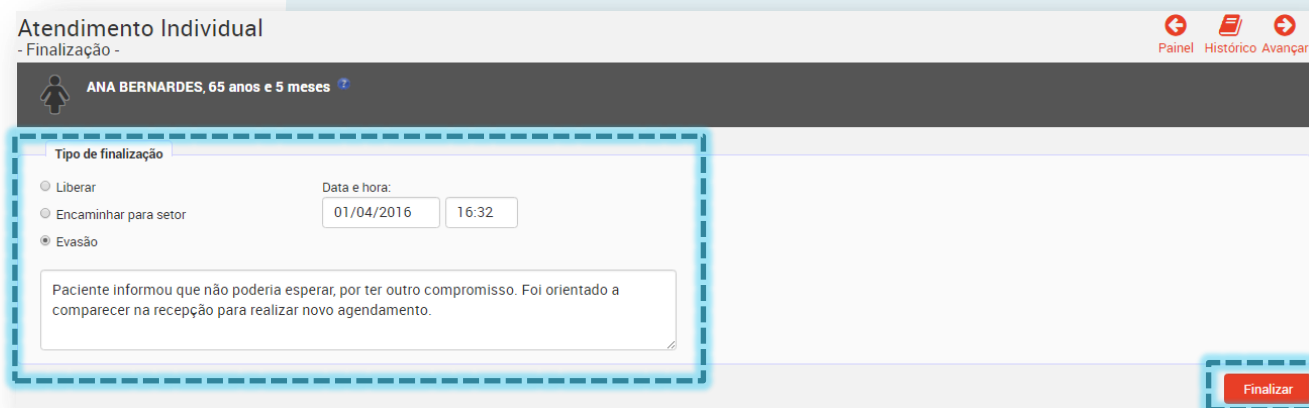 Atendimento Individual
- Finalização -
Painel Histórico Avançar
ANA BERNARDES, 65 anos e 5 meses ?
Tipo de finalização
Liberar
Data e hora:
Encaminhar para setor
01/04/2016 16:32
Evasão
Paciente informou que não poderia esperar, por ter outro compromisso. Foi orientado a
comparecer na recepção para realizar novo agendamento.
Finalizar